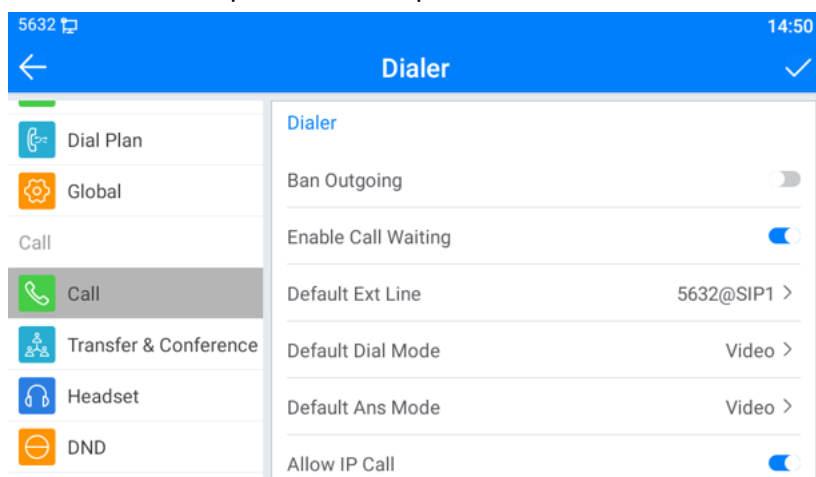 5632
14:50
Dialer
Dial Plan
Global
Call
Call
Transfer & Conference
Headset
DND
Dialer
Ban Outgoing
Enable Call Waiting
Default Ext Line 5632@SIP1 >
Default Dial Mode Video >
Default Ans Mode Video >
Allow IP Call